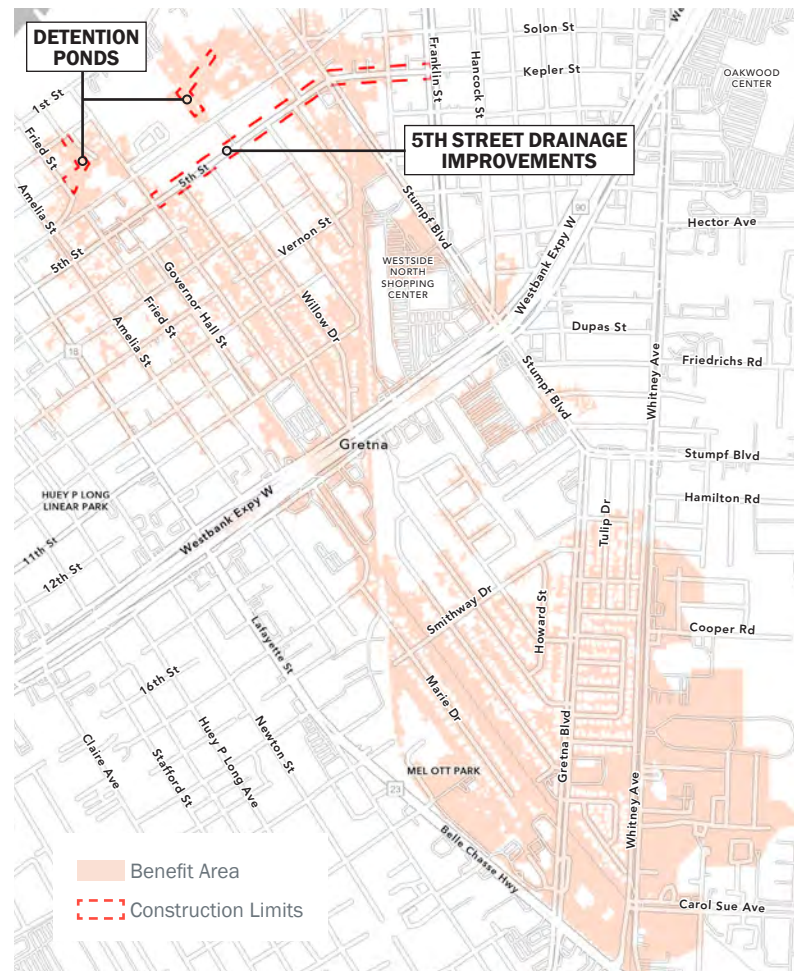 DETENTION
PONDS
Solon St
Kepler St
Franklin St
Hancock St
OAKWOOD
CENTER
1st St
Fried St
Amelia St
5th St
5TH STREET DRAINAGE
IMPROVEMENTS
5th St
Stumpf Blvd
90
Westbank Expy W
Hector Ave
Vernon St
WESTSIDE
NORTH
SHOPPING
CENTER
Governor Hall St
Fried St
Amelia St
Willow Dr
18
Dupas St
Friedrichs Rd
Whitney Ave
Stumpf Blvd
Gretna
Stumpf Blvd
Hamilton Rd
HUEY P LONG
LINEAR PARK
Westbank Expy W
Tulip Dr
11th St
12th St
Smithway Dr
Howard St
Cooper Rd
Lafayette St
16th St
Marie Dr
Claire Ave
Stafford St
Huey P Long Ave
Newton St
MEL OTT PARK
23
Gretna Blvd
Whitney Ave
Belle Chasse Hwy
Carol Sue Ave
Benefit Area
Construction Limits